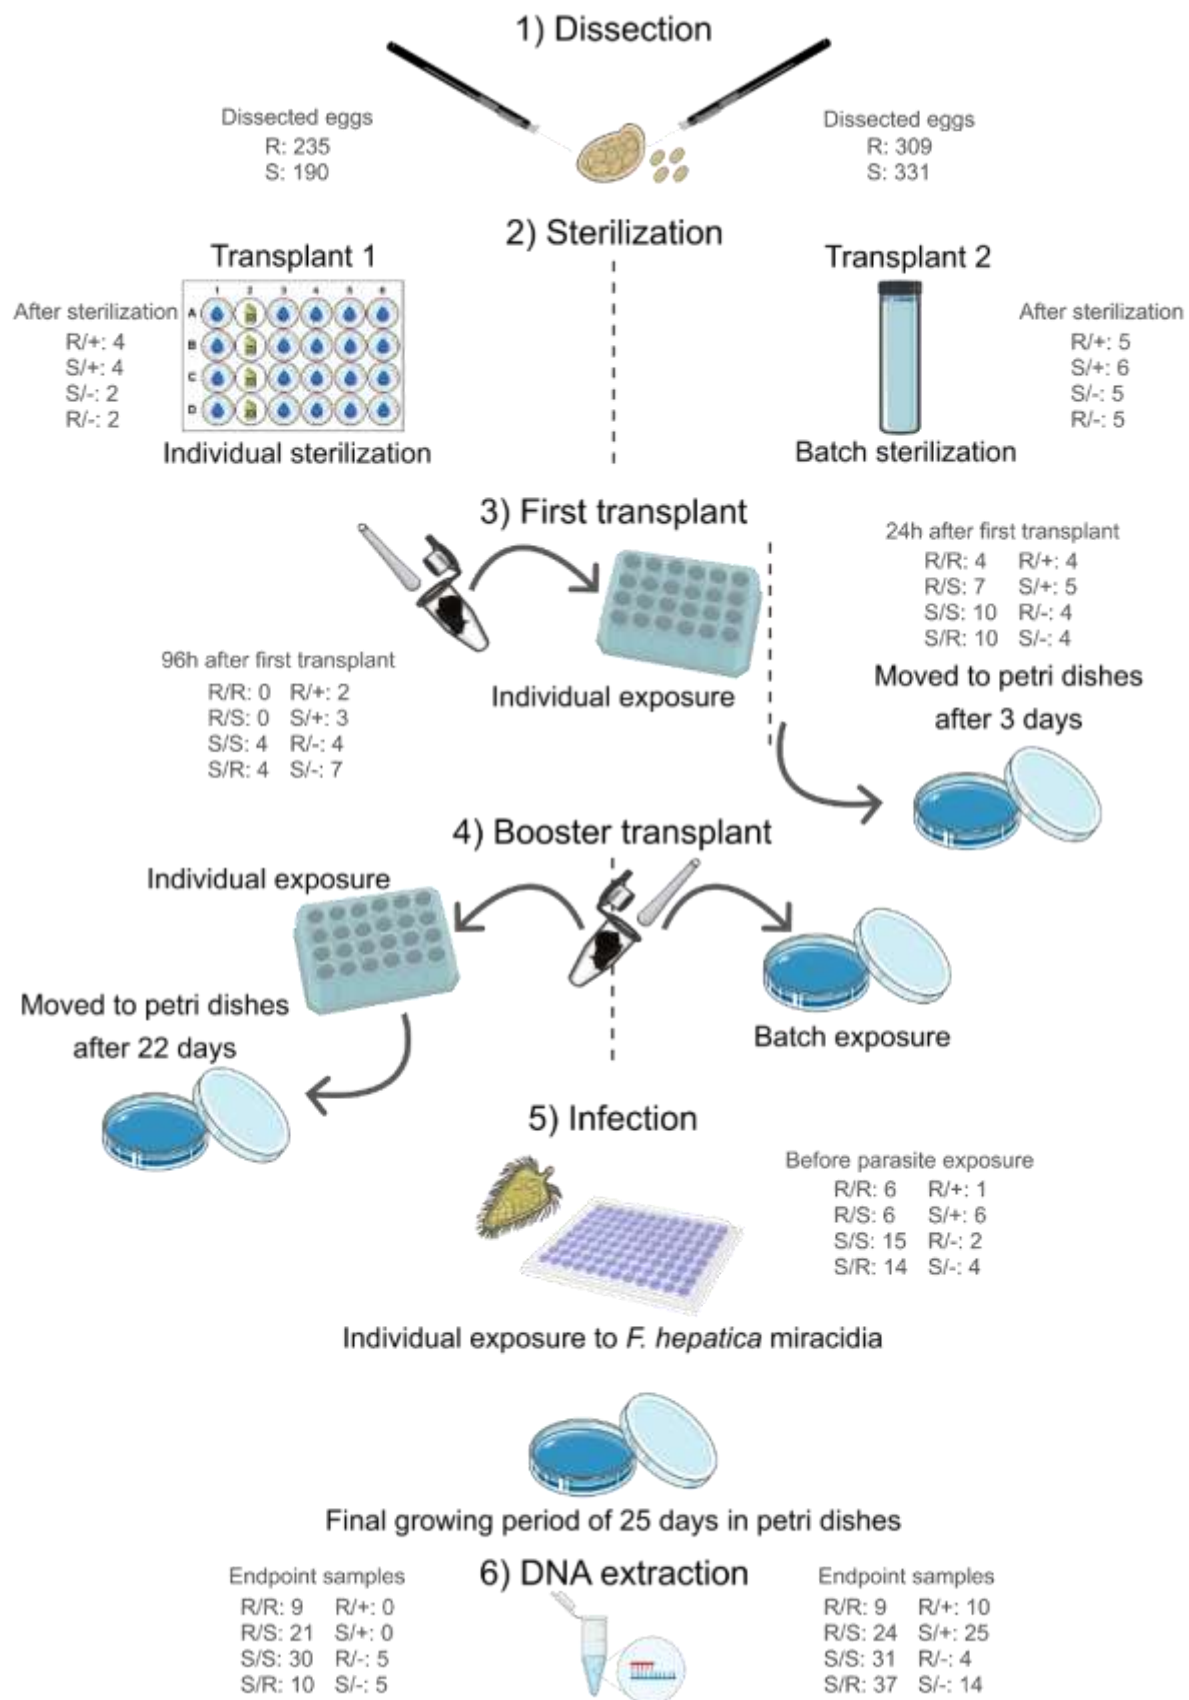 1) Dissection
Dissected eggs
R: 235
S: 190
Dissected eggs
R: 309
S: 331
2) Sterilization
Transplant 1
After sterilization
R/+: 4
S/+: 4
S/-: 2
R/-: 2
1 2 3 4 5 6
A
B
C
D
Individual sterilization
Transplant 2
After sterilization
R/+: 5
S/+: 6
S/-: 5
R/-: 5
Batch sterilization
3) First transplant
24h after first transplant
R/R: 4 R/+: 4
R/S: 7 S/+: 5
S/S: 10 R/-: 4
S/R: 10 S/-: 4
Moved to petri dishes
after 3 days
96h after first transplant
R/R: 0 R/+: 2
R/S: 0 S/+: 3
S/S: 4 R/-: 4
S/R: 4 S/-: 7
Individual exposure
4) Booster transplant
Individual exposure
Moved to petri dishes
after 22 days
Batch exposure
5) Infection
Before parasite exposure
R/R: 6 R/+: 1
R/S: 6 S/+: 6
S/S: 15 R/-: 2
S/R: 14 S/-: 4
Individual exposure to F. hepatica miracidia
Final growing period of 25 days in petri dishes
6) DNA extraction
Endpoint samples
R/R: 9 R/+: 0
R/S: 21 S/+: 0
S/S: 30 R/-: 5
S/R: 10 S/-: 5
Endpoint samples
R/R: 9 R/+: 10
R/S: 24 S/+: 25
S/S: 31 R/-: 4
S/R: 37 S/-: 14